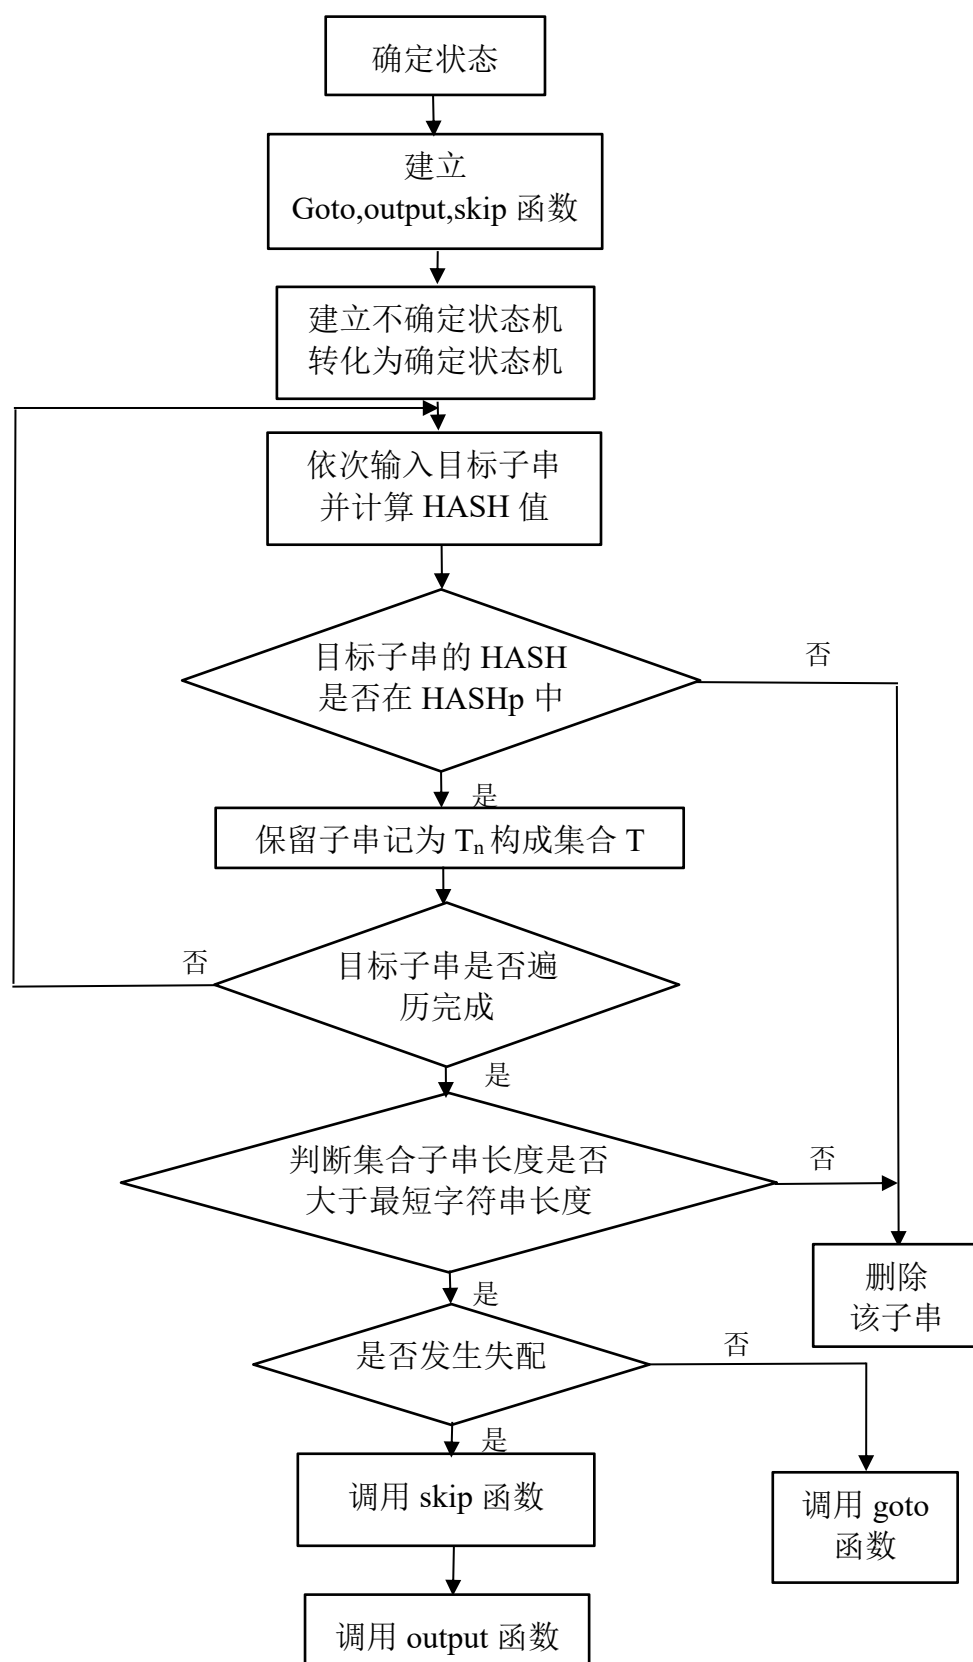 确定状态
建立
Goto,output,skip 函数
建立不确定状态机
转化为确定状态机
依次输入目标子串
并计算 HASH 值
目标子串的 HASH
是否在 HASHp 中
否
是
保留子串记为 Tn 构成集合 T
否
目标子串是否遍
历完成
是
判断集合子串长度是否
大于最短字符串长度
否
删除
该子串
是
是否发生失配
否
是
调用 skip 函数
调用 goto
函数
调用 output 函数